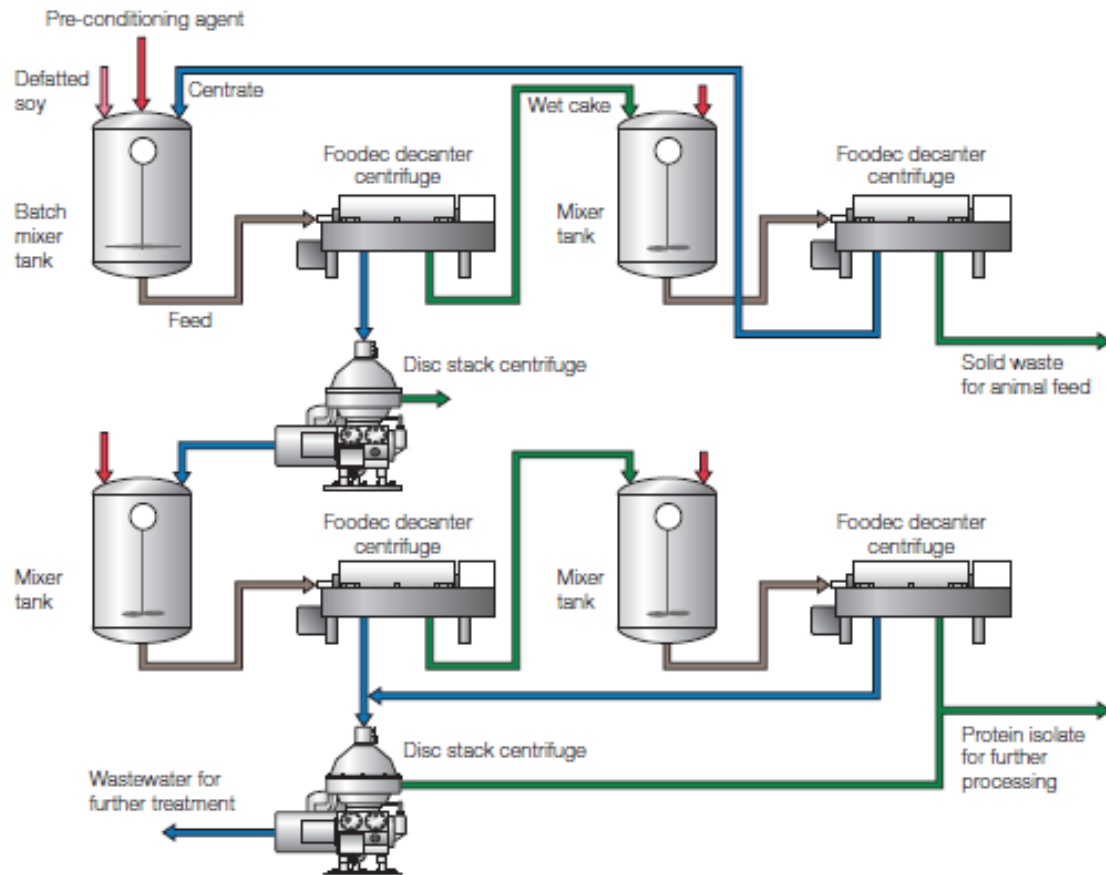 Pre-conditioning agent
Defatted
soy
Centrate
Wet cake
Foodec decanter
centrifuge
Foodec decanter
centrifuge
Batch
mixer
tank
Mixer
tank
Feed
Disc stack centrifuge
Solid waste
for animal feed
Foodec decanter
centrifuge
Foodec decanter
centrifuge
Mixer
tank
Mixer
tank
Disc stack centrifuge
Protein isolate
for further
processing
Wastewater for
further treatment